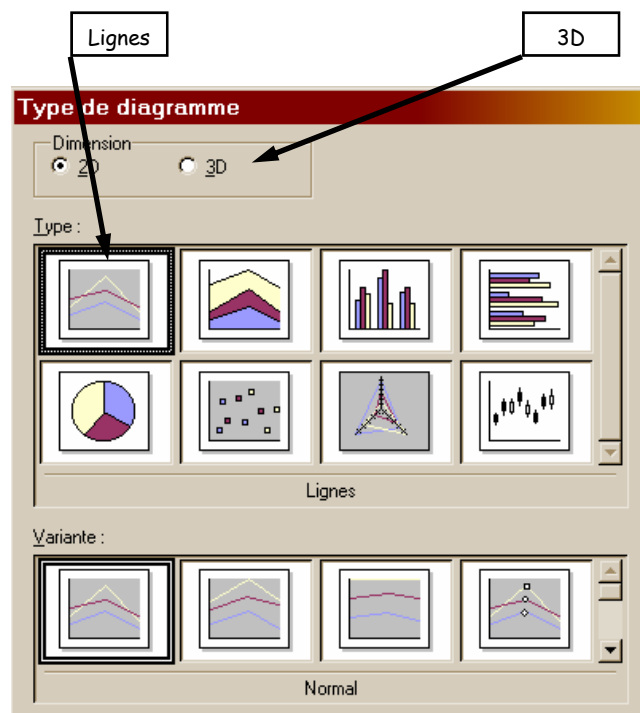 Lignes
3D
Type de diagramme
Dimension
2D
3D
Type :
Lignes
Variante :
Normal